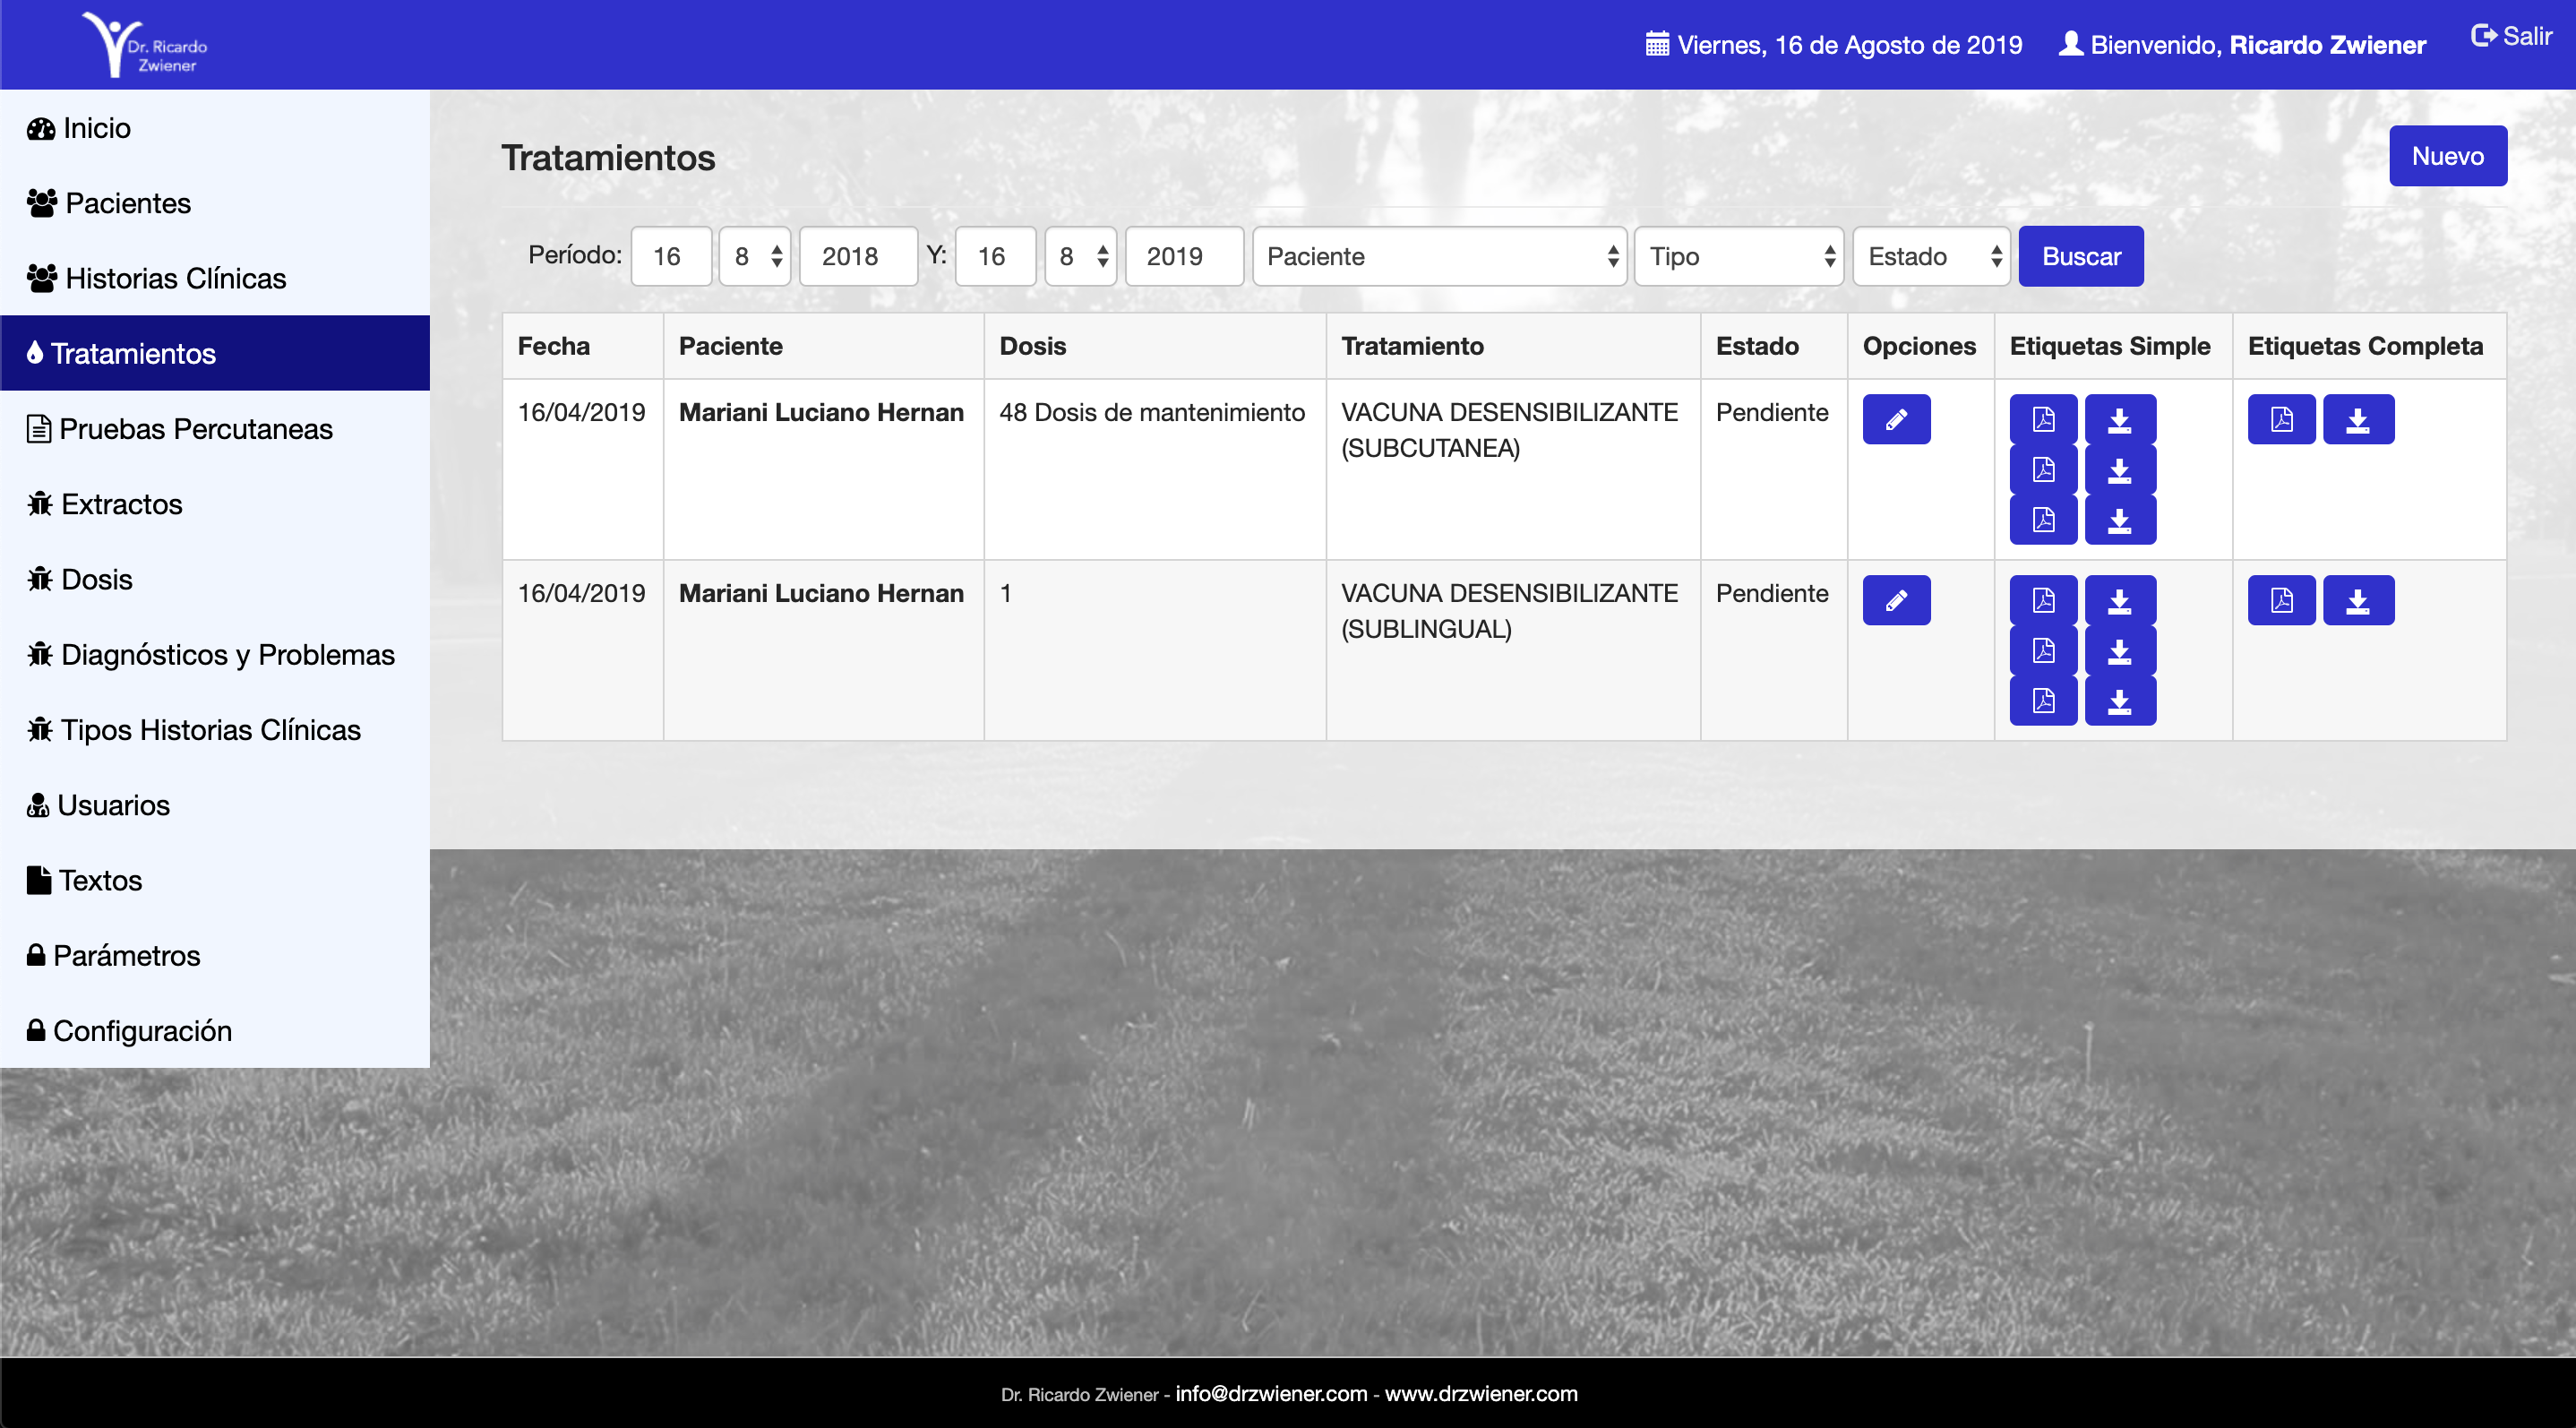 Dr. Ricardo
Zwiener
Viernes, 16 de Agosto de 2019 Bienvenido, Ricardo Zwiener Salir
Inicio
Pacientes
Historias Clínicas
Tratamientos
Pruebas Percutaneas
Extractos
Dosis
Diagnósticos y Problemas
Tipos Historias Clínicas
Usuarios
Textos
Parámetros
Configuración
Tratamientos
Nuevo
Período: 16 8 2018 Y: 16 8 2019 Paciente Tipo Estado Buscar
Fecha Paciente Dosis Tratamiento Estado Opciones Etiquetas Simple Etiquetas Completa
16/04/2019 Mariani Luciano Hernan 48 Dosis de mantenimiento VACUNA DESENSIBILIZANTE Pendiente
(SUBCUTANEA)
16/04/2019 Mariani Luciano Hernan 1 VACUNA DESENSIBILIZANTE Pendiente
(SUBLINGUAL)
Dr. Ricardo Zwiener - info@drzwiener.com - www.drzwiener.com